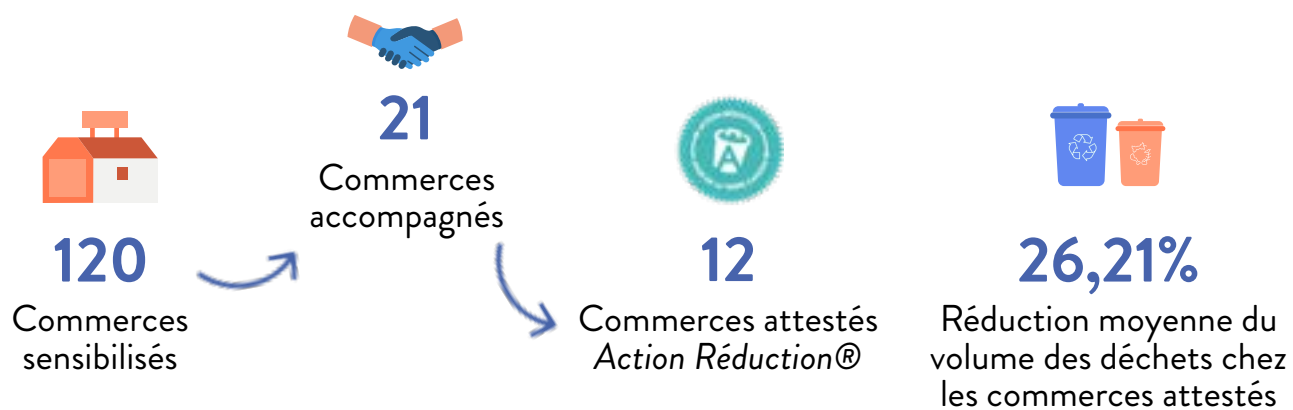 120
Commerces
sensibilisés
21
Commerces
accompagnés
A
12
Commerces attestés
Action Réduction®
26,21%
Réduction moyenne du
volume des déchets chez
les commerces attestés